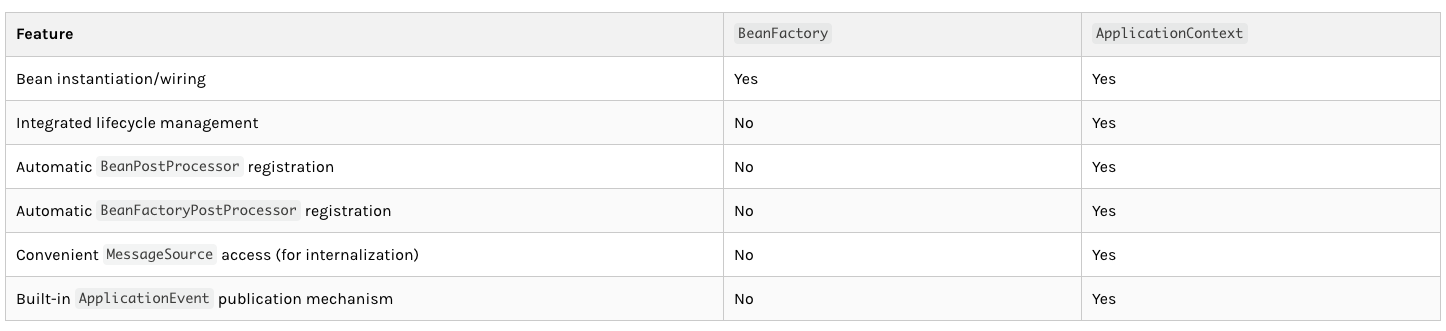 Feature BeanFactory ApplicationContext
Bean instantiation/wiring Yes Yes
Integrated lifecycle management No Yes
Automatic BeanPostProcessor registration No Yes
Automatic BeanFactoryPostProcessor registration No Yes
Convenient MessageSource access (for internalization) No Yes
Built-in ApplicationEvent publication mechanism No Yes